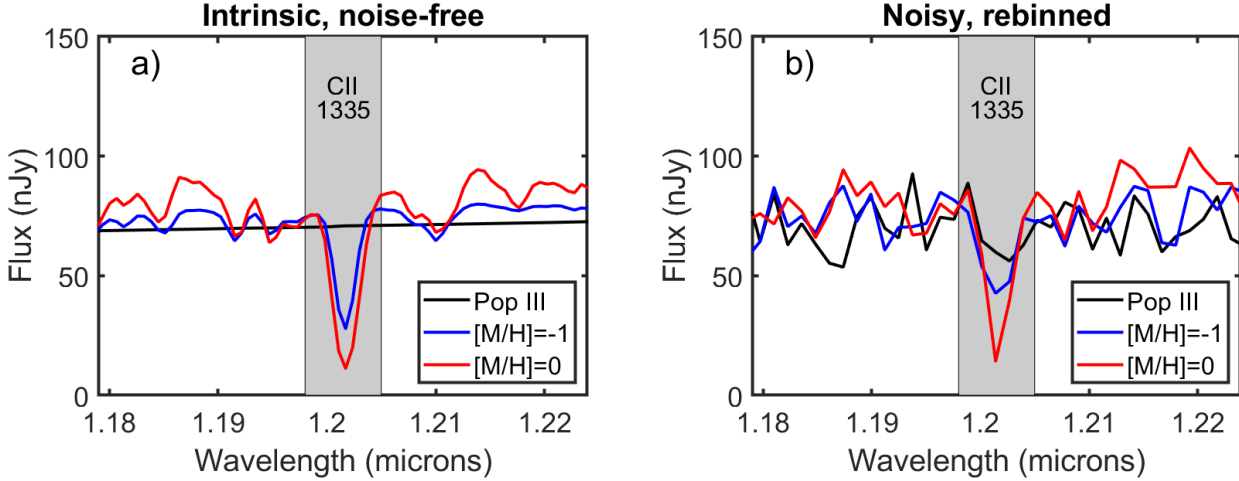 Intrinsic, noise-free
150
a)
CII
1335
100
Flux (nJy)
50
Pop III
[M/H]=-1
[M/H]=0
0
1.18
1.19
1.2
1.21
1.22
Wavelength (microns)
Noisy, rebinned
150
b)
CII
1335
100
Flux (nJy)
50
Pop III
[M/H]=-1
[M/H]=0
0
1.18
1.19
1.2
1.21
1.22
Wavelength (microns)